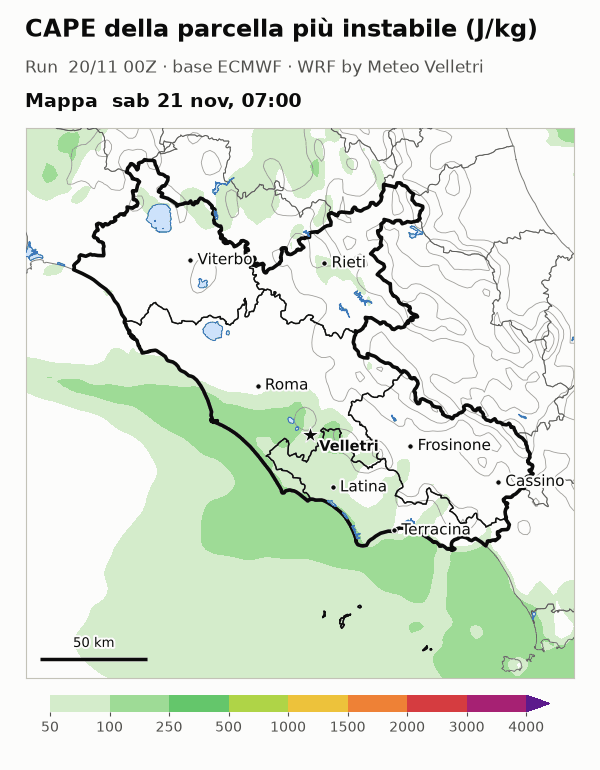 CAPE della parcella più instabile (J/kg)
Run  20/11 00Z · base ECMWF · WRF by Meteo Velletri
Mappa  sab 21 nov, 07:00
Viterbo
Rieti
Roma
Velletri
Frosinone
Latina
Cassino
Terracina
50 km
50 100 250 500 1000 1500 2000 3000 4000